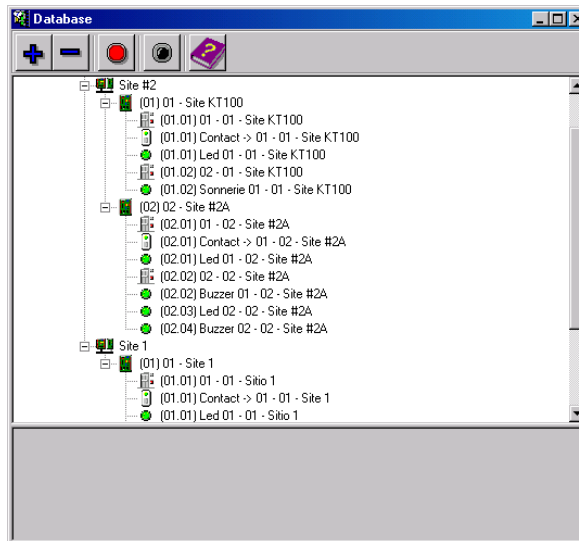 Database
Site #2
(01) 01 - Site KT100
(01.01) 01 - 01 - Site KT100
(01.01) Contact -> 01 - 01 - Site KT100
(01.01) Led 01 - 01 - Site KT100
(01.02) 02 - 01 - Site KT100
(01.02) Sonnerie 01 - 01 - Site KT100
(02) 02 - Site #2A
(02.01) 01 - 02 - Site #2A
(02.01) Contact -> 01 - 02 - Site #2A
(02.01) Led 01 - 02 - Site #2A
(02.02) 02 - 02 - Site #2A
(02.02) Buzzer 01 - 02 - Site #2A
(02.03) Led 02 - 02 - Site #2A
(02.04) Buzzer 02 - 02 - Site #2A
Site 1
(01) 01 - Site 1
(01.01) 01 - 01 - Sitio 1
(01.01) Contact -> 01 - 01 - Site 1
(01.01) Led 01 - 01 - Sitio 1